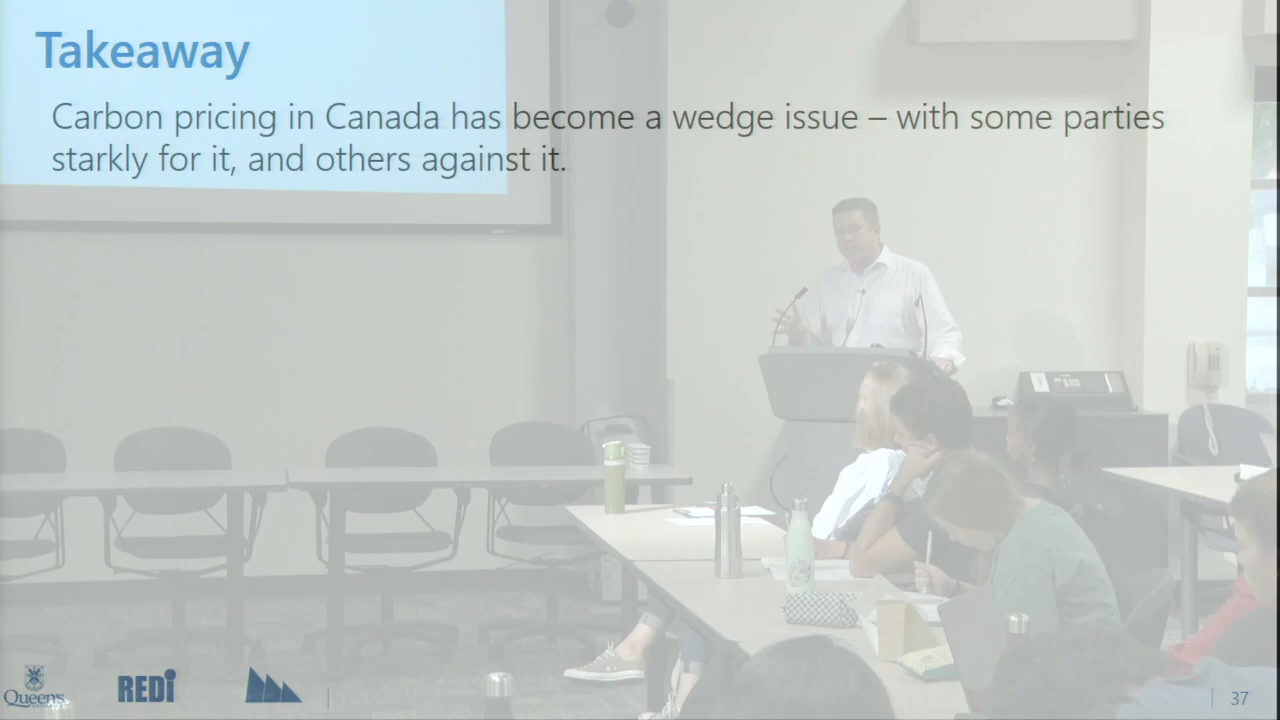 Takeaway
Carbon pricing in Canada has become a wedge issue – with some parties
starkly for it, and others against it.
Queen's
REDi
37